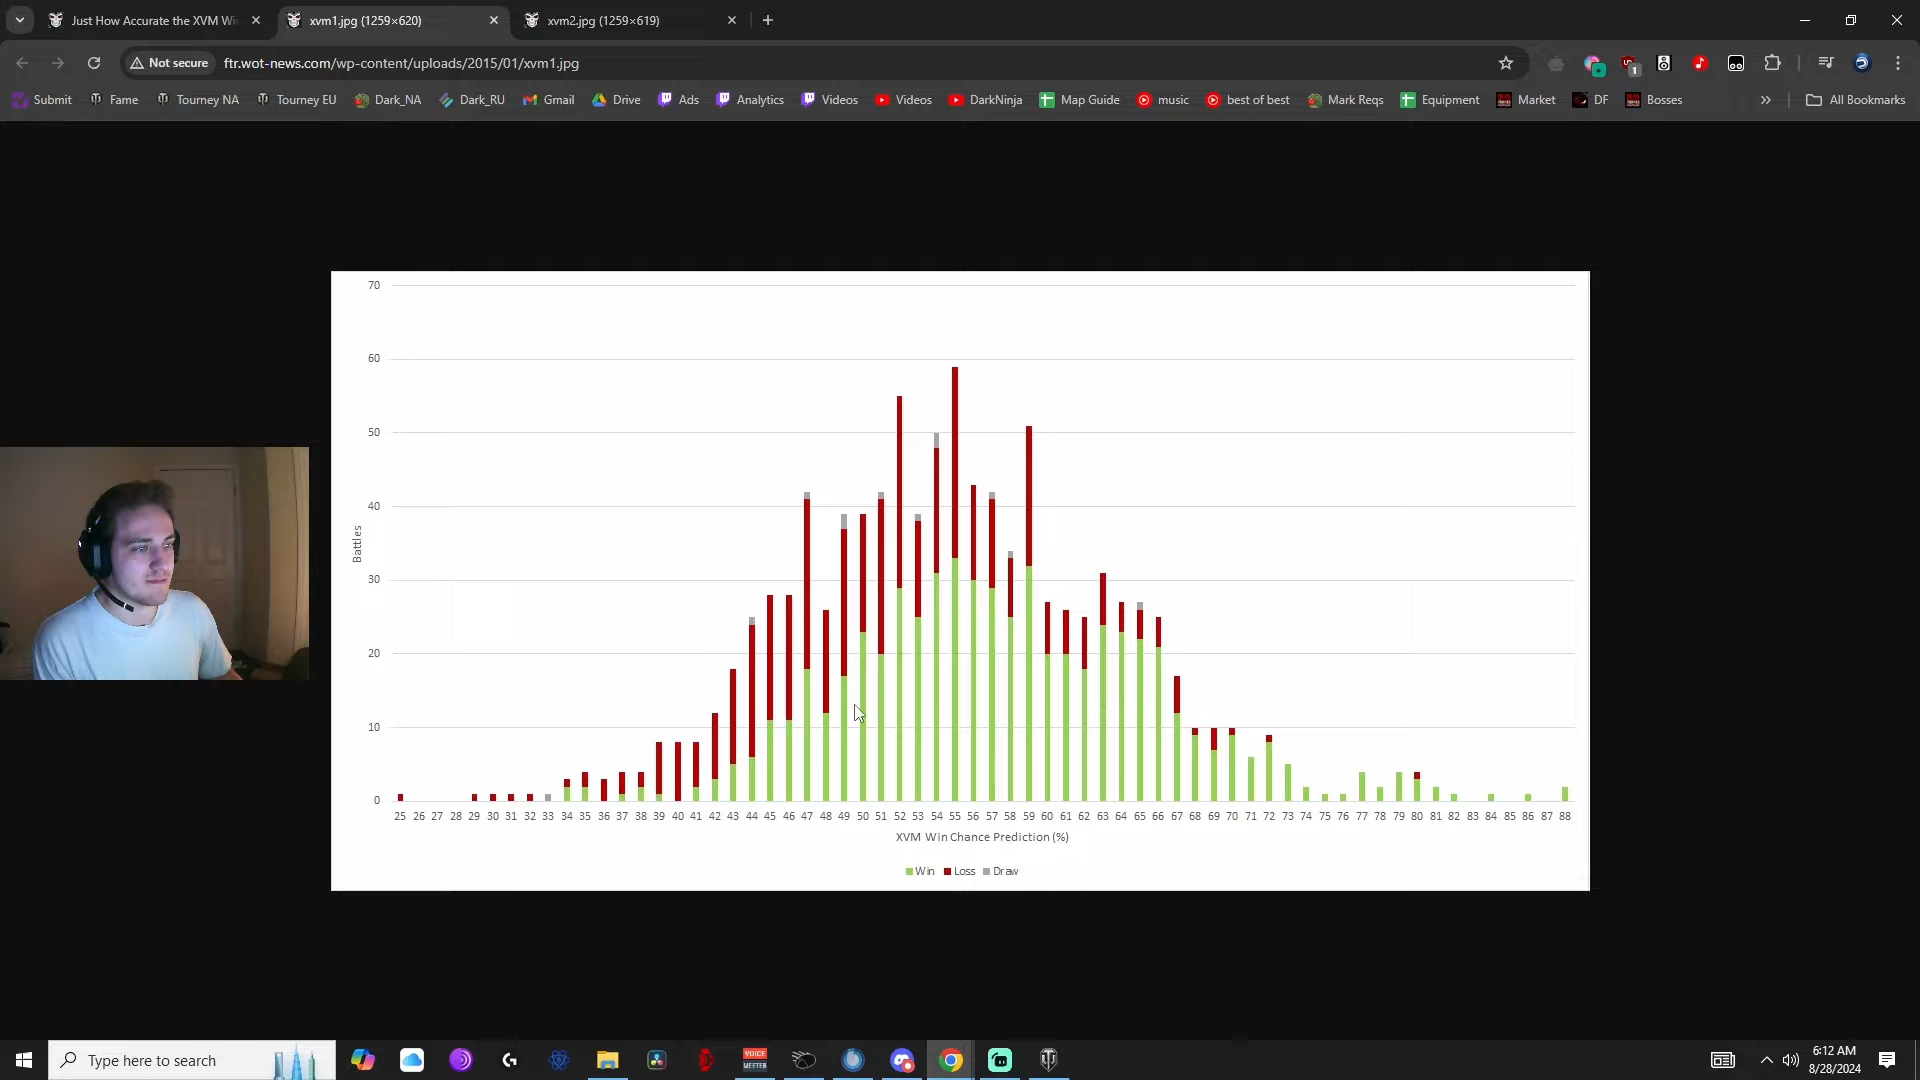 Just How Accurate the XVM Wi
xvm1.jpg (1259×620)
xvm2.jpg (1259×619)
Not secure
ftr.wot-news.com/wp-content/uploads/2015/01/xvm1.jpg
1
Submit
Fame
Tourney NA
Tourney EU
Dark_NA
Dark_RU
Gmail
Drive
Ads
Analytics
Videos
Videos
DarkNinja
Map Guide
music
best of best
Mark Reqs
Equipment
Market
DF
Bosses
All Bookmarks
70
60
50
40
30
20
10
0
Battles
25 26 27 28 29 30 31 32 33 34 35 36 37 38 39 40 41 42 43 44 45 46 47 48 49 50 51 52 53 54 55 56 57 58 59 60 61 62 63 64 65 66 67 68 69 70 71 72 73 74 75 76 77 78 79 80 81 82 83 84 85 86 87 88
XVM Win Chance Prediction (%)
Win Loss Draw
Type here to search
VOICE
MEETER
6:12 AM
8/28/2024